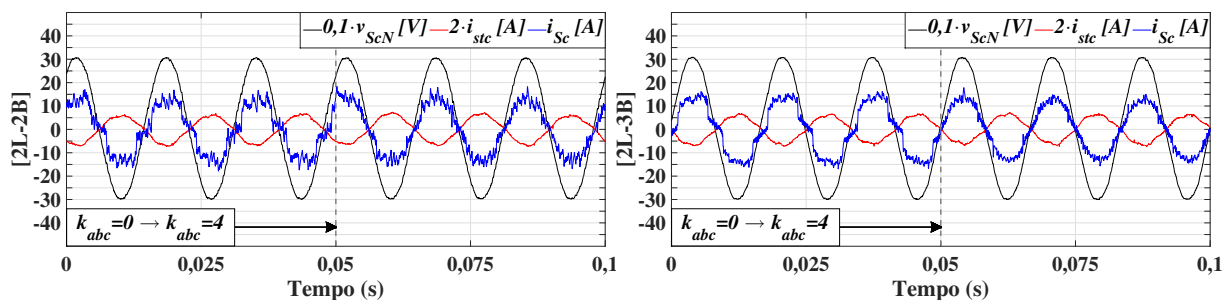 0,1·v_ScN [V] 2·i_stc [A] i_Sc [A]
[2L-2B]
40
30
20
10
0
-10
-20
-30
-40
k_abc=0 → k_abc=4
0 0,025 0,05 0,075 0,1
Tempo (s)
0,1·v_ScN [V] 2·i_stc [A] i_Sc [A]
[2L-3B]
40
30
20
10
0
-10
-20
-30
-40
k_abc=0 → k_abc=4
0 0,025 0,05 0,075 0,1
Tempo (s)